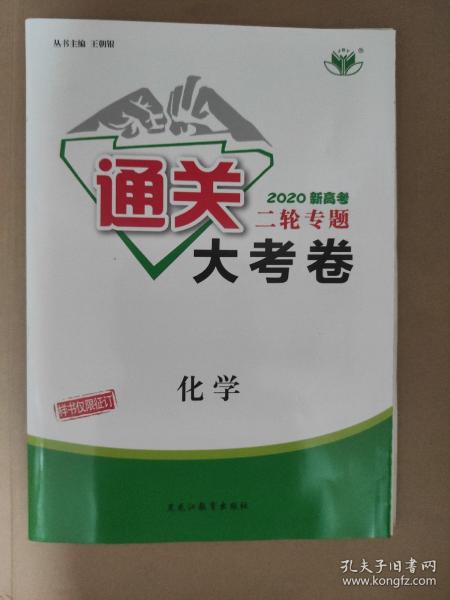 丛书主编 王朝银
JBY
®
通关
2020 新高考
二轮专题
大考卷
化学
样书仅限征订
黑龙江教育出版社
孔夫子旧书网
www.kongfz.com